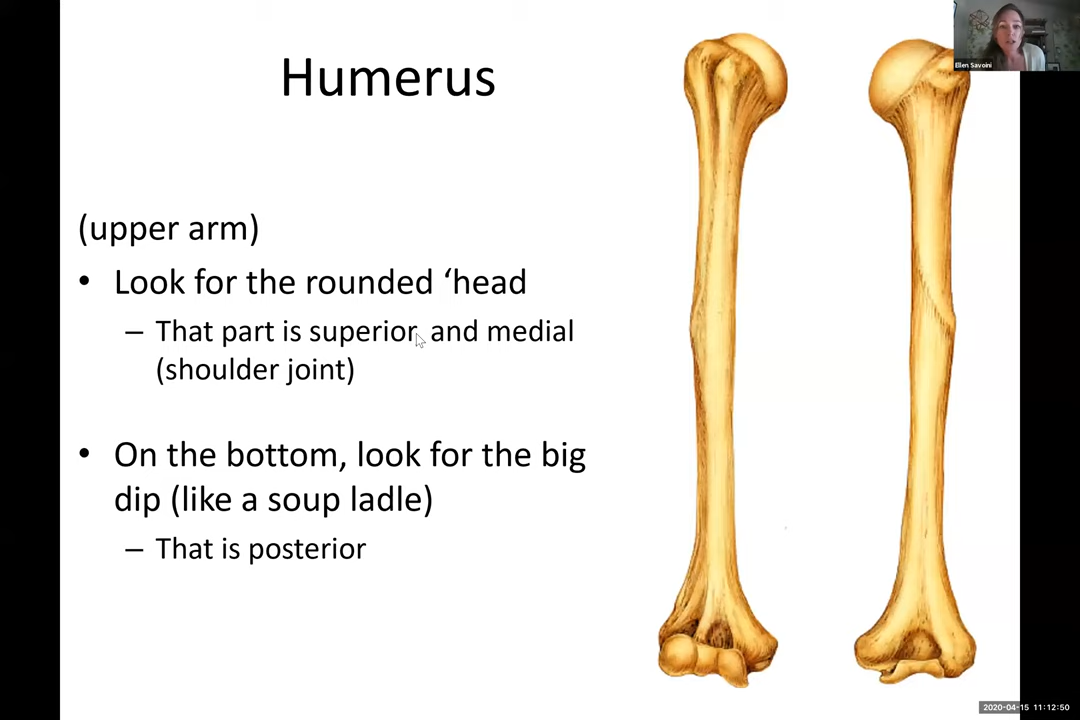 Humerus
Ellen Savoini
(upper arm)
• Look for the rounded ‘head
– That part is superior, and medial
(shoulder joint)
• On the bottom, look for the big
dip (like a soup ladle)
– That is posterior
2020-04-15 11:12:50